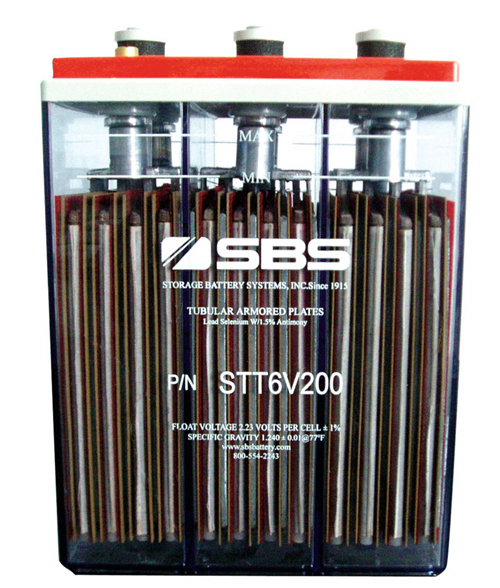 MAX
MIN
SBS
STORAGE BATTERY SYSTEMS, INC.Since 1915
TUBULAR ARMORED PLATES
Lead Selenium W/1.5% Antimony
P/N STT6V200
FLOAT VOLTAGE 2.23 VOLTS PER CELL ± 1%
SPECIFIC GRAVITY 1.240 ± 0.01@77°F
www.sbsbattery.com
800-554-2243